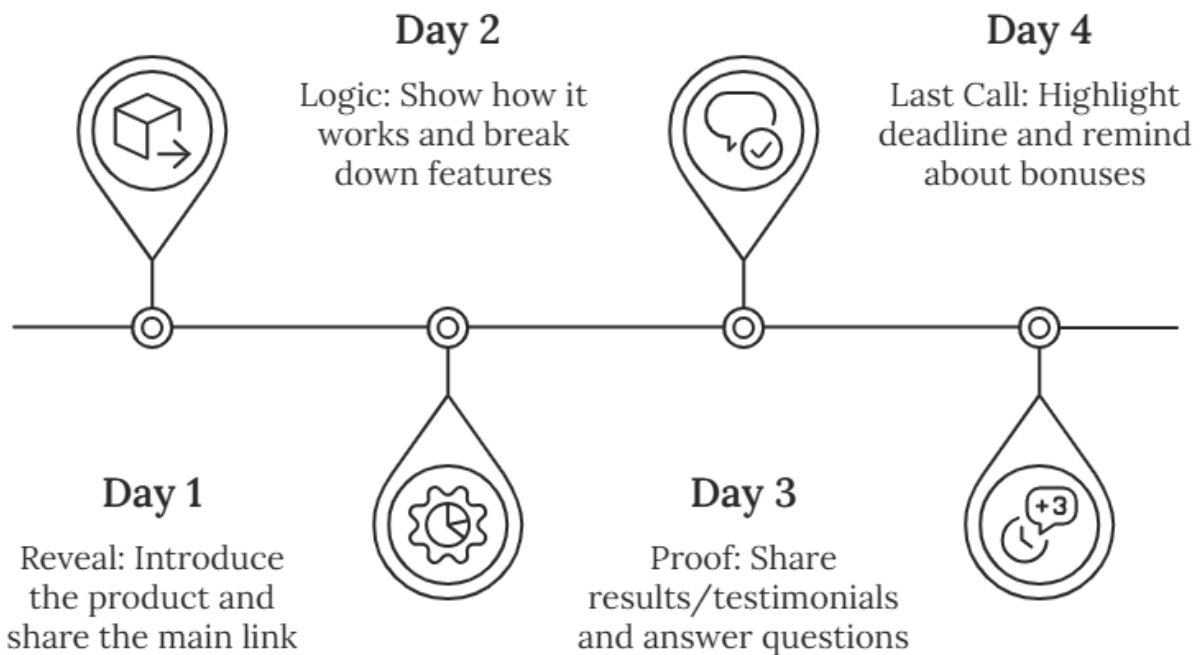 Day 1
Reveal: Introduce
the product and
share the main link
Day 2
Logic: Show how it
works and break
down features
Day 3
Proof: Share
results/testimonials
and answer questions
Day 4
Last Call: Highlight
deadline and remind
about bonuses
+3